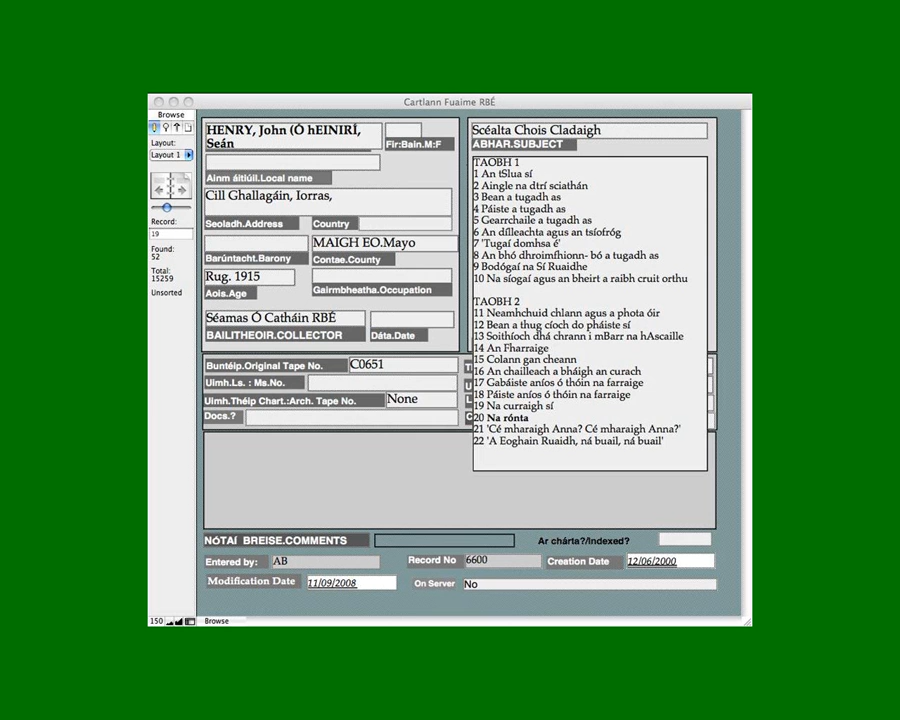 Cartlann Fuaime RBÉ
Browse
Layout:
Layout 1
Record:
19
Found:
52
Total:
15259
Unsorted
HENRY, John (Ó hEINIRÍ,
Seán
Fir:Bain.M:F
Ainm áitiúil.Local name
Cill Ghallagáin, Iorras,
Seoladh.Address
Country
MAIGH EO.Mayo
Barúntacht.Barony
Contae.County
Rug. 1915
Aois.Age
Gairmbheatha.Occupation
Séamas Ó Catháin RBÉ
BAILITHEOIR.COLLECTOR
Dáta.Date
Buntéip.Original Tape No.
C0651
Uimh.Ls. : Ms.No.
Uimh.Théip Chart.:Arch. Tape No.
None
Docs.?
Scéalta Chois Cladaigh
ABHAR.SUBJECT
TAOBH 1
1 An tSlua sí
2 Aingle na dtrí sciathán
3 Bean a tugadh as
4 Páiste a tugadh as
5 Gearrchaile a tugadh as
6 An dílleachta agus an tsíofróg
7 'Tugaí domhsa é'
8 An bhó dhroimfhionn- bó a tugadh as
9 Bodógaí na Sí Ruaidhe
10 Na síogaí agus an bheirt a raibh cruit orthu
TAOBH 2
11 Neamhchuid chlann agus a phota óir
12 Bean a thug cíoch do pháiste sí
13 Soithíoch dhá chrann i mBarr na hAscaille
14 An Fharraige
15 Colann gan cheann
16 An chailleach a bháigh an curach
17 Gabáiste aníos ó thóin na farraige
18 Páiste aníos ó thóin na farraige
19 Na curraigh sí
20 Na rónta
21 'Cé mharaigh Anna? Cé mharaigh Anna?'
22 'A Eoghain Ruaidh, ná buail, ná buail'
NÓTAÍ BREISE.COMMENTS
Ar chárta?/Indexed?
Entered by:
AB
Record No
6600
Creation Date
12/06/2000
Modification Date
11/09/2008
On Server
No
150
Browse